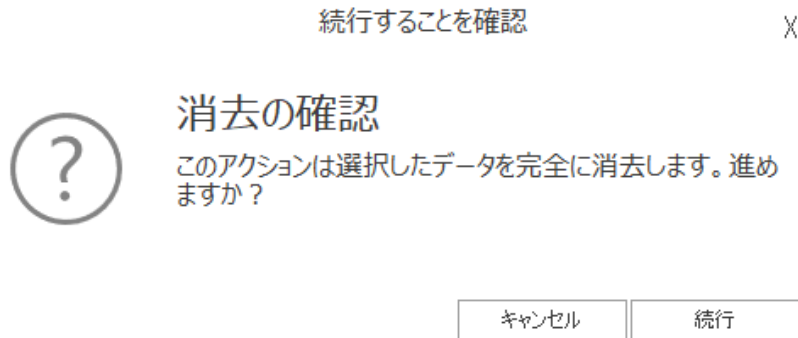 続行することを確認
X
消去の確認
このアクションは選択したデータを完全に消去します。進め
ますか？
?
キャンセル
続行